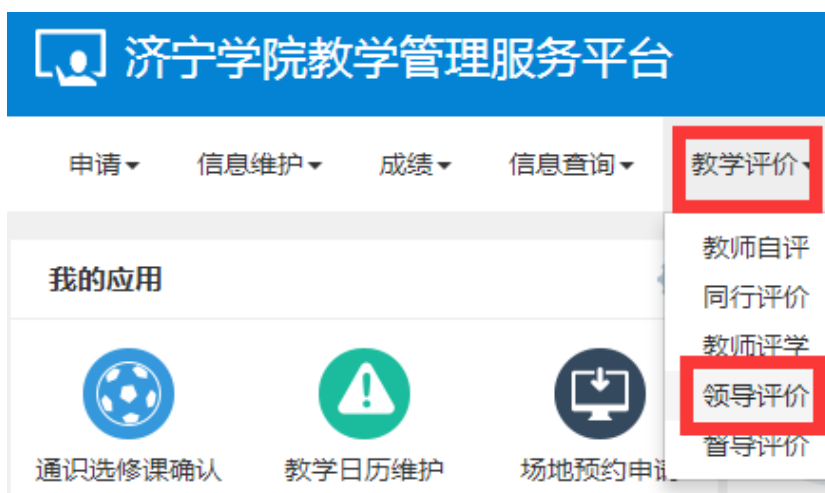 济宁学院教学管理服务平台
申请 信息维护 成绩 信息查询 教学评价
教师自评
我的应用
同行评价
教师评学
领导评价
督导评价
通识选修课确认 教学日历维护 场地预约申请